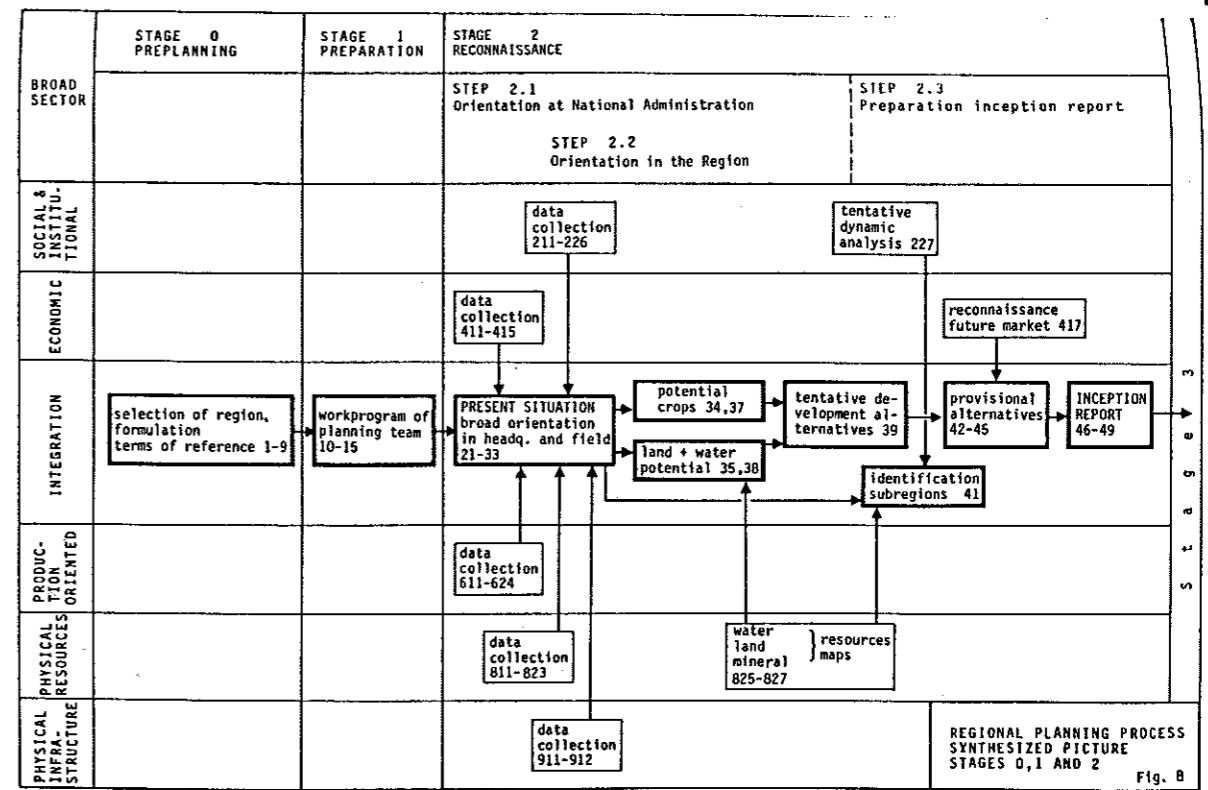 STAGE 0
PREPLANNING
STAGE 1
PREPARATION
STAGE 2
RECONNAISSANCE
BROAD
SECTOR
STEP 2.1
Orientation at National Administration
STEP 2.2
Orientation in the Region
STEP 2.3
Preparation inception report
SOCIAL &
INSTITU-
TIONAL
data
collection
211-226
tentative
dynamic
analysis 227
ECONOMIC
data
collection
411-415
reconnaissance
future market 417
INTEGRATION
selection of region,
formulation
terms of reference 1-9
workprogram of
planning team
10-15
PRESENT SITUATION
broad orientation
in headq. and field
21-33
potential
crops 34,37
land + water
potential 35,38
tentative de-
velopment al-
ternatives 39
provisional
alternatives
42-45
INCEPTION
REPORT
46-49
identification
subregions 41
Stage 3
PRODUC-
TION
ORIENTED
data
collection
611-624
PHYSICAL
RESOURCES
data
collection
811-823
water
land
mineral
825-827
resources
maps
PHYSICAL
INFRA-
STRUCTURE
data
collection
911-912
REGIONAL PLANNING PROCESS
SYNTHESIZED PICTURE
STAGES 0,1 AND 2
Fig. 8